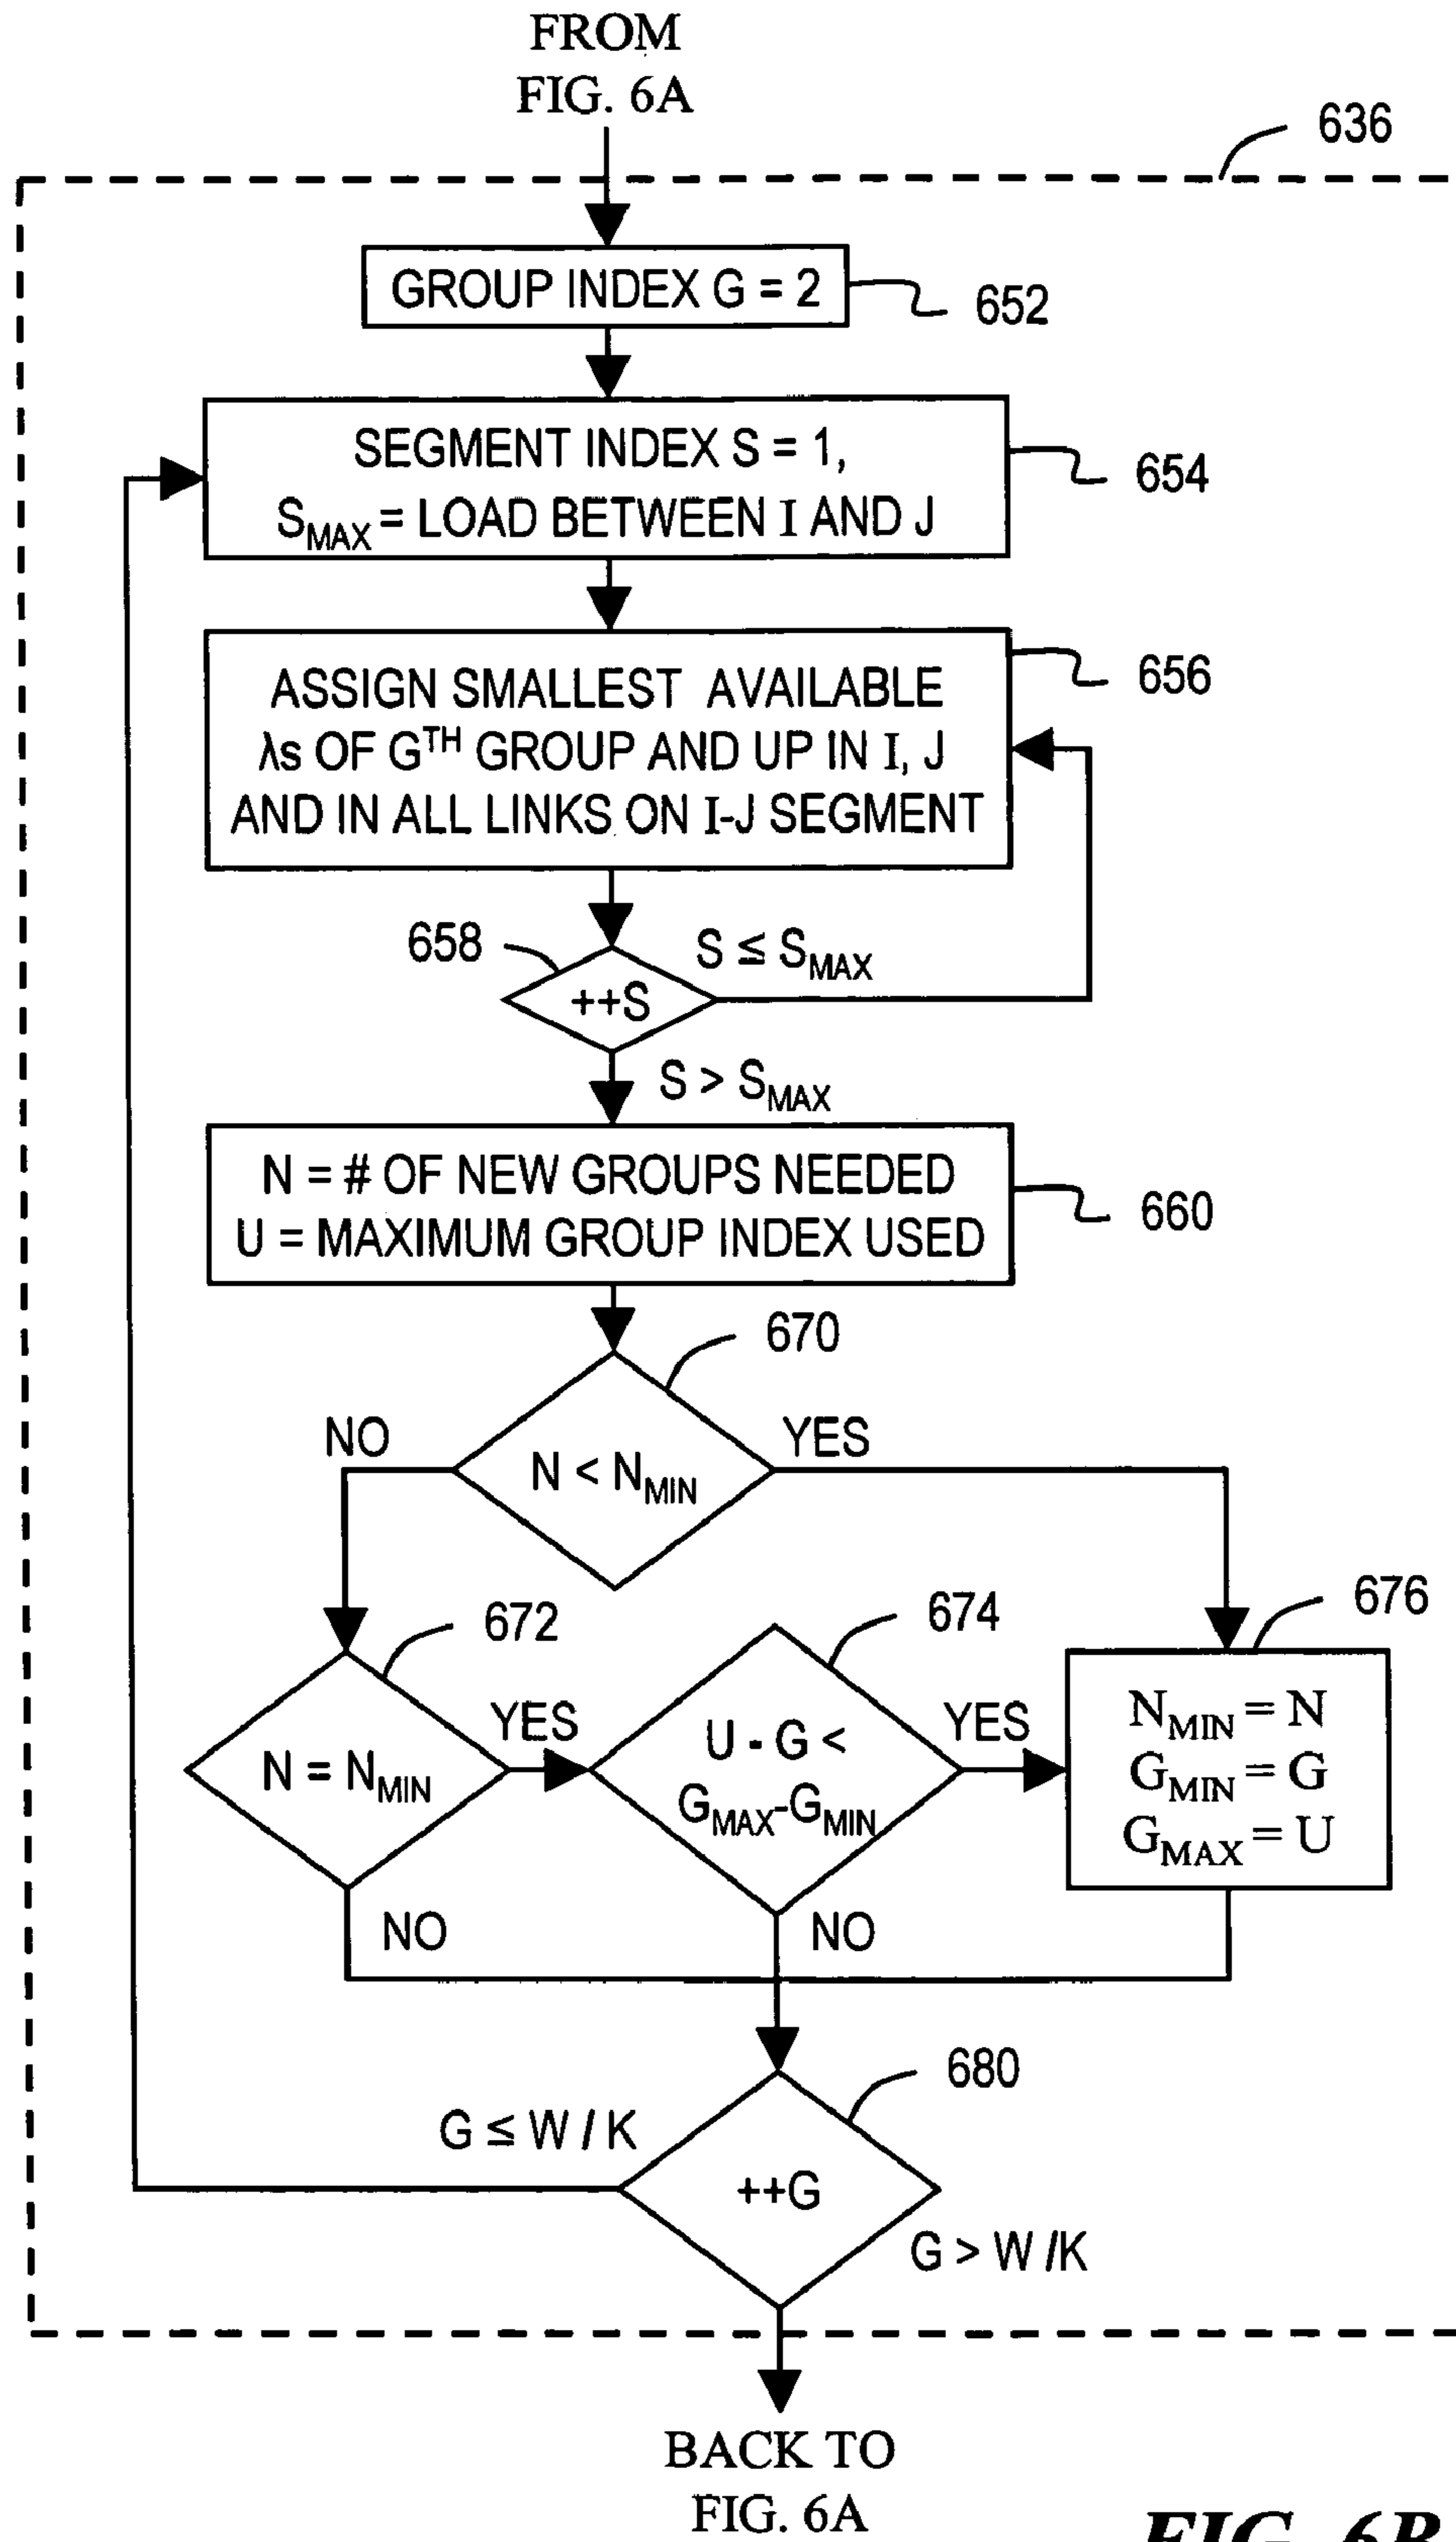 FROM
FIG. 6A
636
GROUP INDEX G = 2
652
SEGMENT INDEX S = 1,
S_MAX = LOAD BETWEEN I AND J
654
ASSIGN SMALLEST AVAILABLE
λs OF G^TH GROUP AND UP IN I, J
AND IN ALL LINKS ON I-J SEGMENT
656
658
++S
S ≤ S_MAX
S > S_MAX
N = # OF NEW GROUPS NEEDED
U = MAXIMUM GROUP INDEX USED
660
670
NO
YES
N < N_MIN
672
674
676
N = N_MIN
YES
U - G <
G_MAX-G_MIN
YES
N_MIN = N
G_MIN = G
G_MAX = U
NO
NO
680
G ≤ W / K
++G
G > W /K
BACK TO
FIG. 6A
FIG. 6B